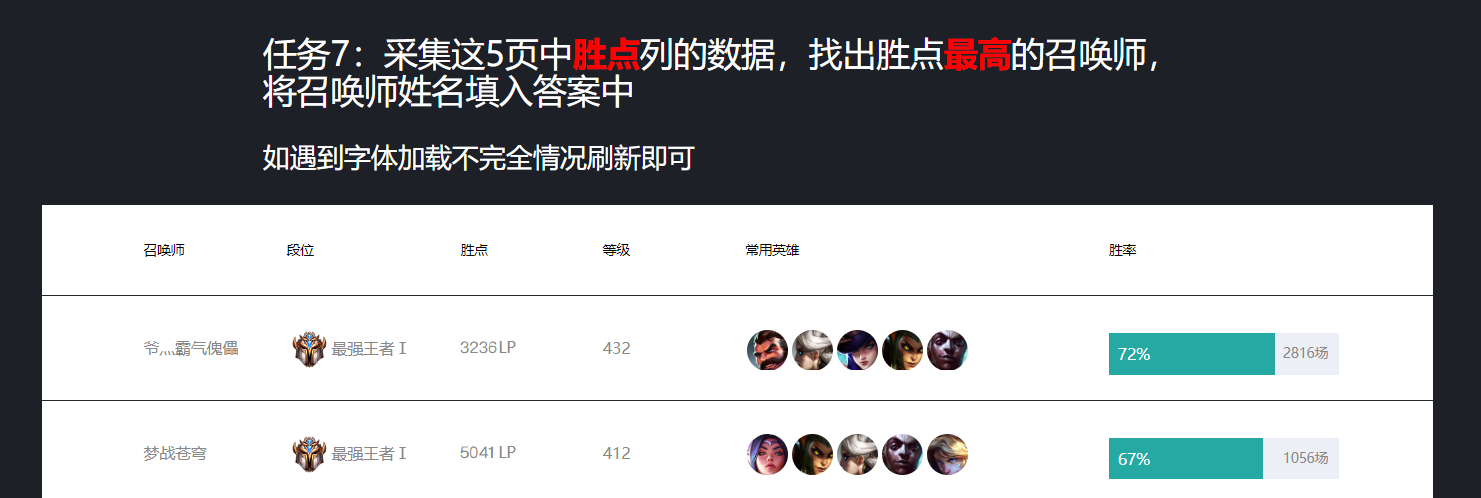 任务7：采集这5页中胜点列的数据，找出胜点最高的召唤师，
将召唤师姓名填入答案中
如遇到字体加载不完全情况刷新即可
召唤师 段位 胜点 等级 常用英雄 胜率
爷灬霸气傀儡 最强王者 I 3236LP 432 72% 2816场
梦战苍穹 最强王者 I 5041LP 412 67% 1056场